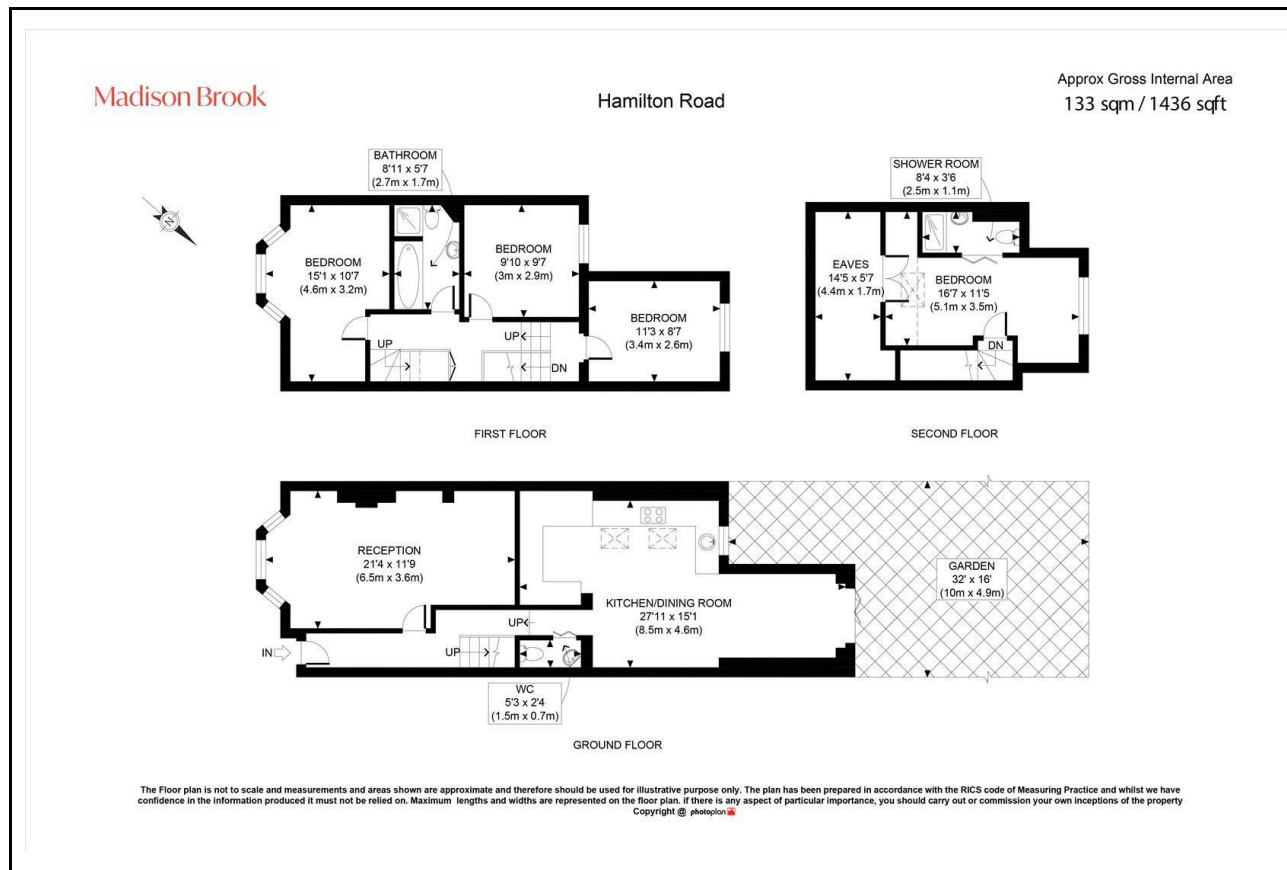 Madison Brook
Hamilton Road
Approx Gross Internal Area
133 sqm / 1436 sqft
N
BATHROOM
8'11 x 5'7
(2.7m x 1.7m)
BEDROOM
15'1 x 10'7
(4.6m x 3.2m)
BEDROOM
9'10 x 9'7
(3m x 2.9m)
BEDROOM
11'3 x 8'7
(3.4m x 2.6m)
UP
UP
DN
FIRST FLOOR
SHOWER ROOM
8'4 x 3'6
(2.5m x 1.1m)
EAVES
14'5 x 5'7
(4.4m x 1.7m)
BEDROOM
16'7 x 11'5
(5.1m x 3.5m)
DN
SECOND FLOOR
RECEPTION
21'4 x 11'9
(6.5m x 3.6m)
KITCHEN/DINING ROOM
27'11 x 15'1
(8.5m x 4.6m)
GARDEN
32' x 16'
(10m x 4.9m)
UP
IN
UP
WC
5'3 x 2'4
(1.5m x 0.7m)
GROUND FLOOR
The Floor plan is not to scale and measurements and areas shown are approximate and therefore should be used for illustrative purpose only. The plan has been prepared in accordance with the RICS code of Measuring Practice and whilst we have
confidence in the information produced it must not be relied on. Maximum lengths and widths are represented on the floor plan. if there is any aspect of particular importance, you should carry out or commission your own inceptions of the property
Copyright @ photoplan